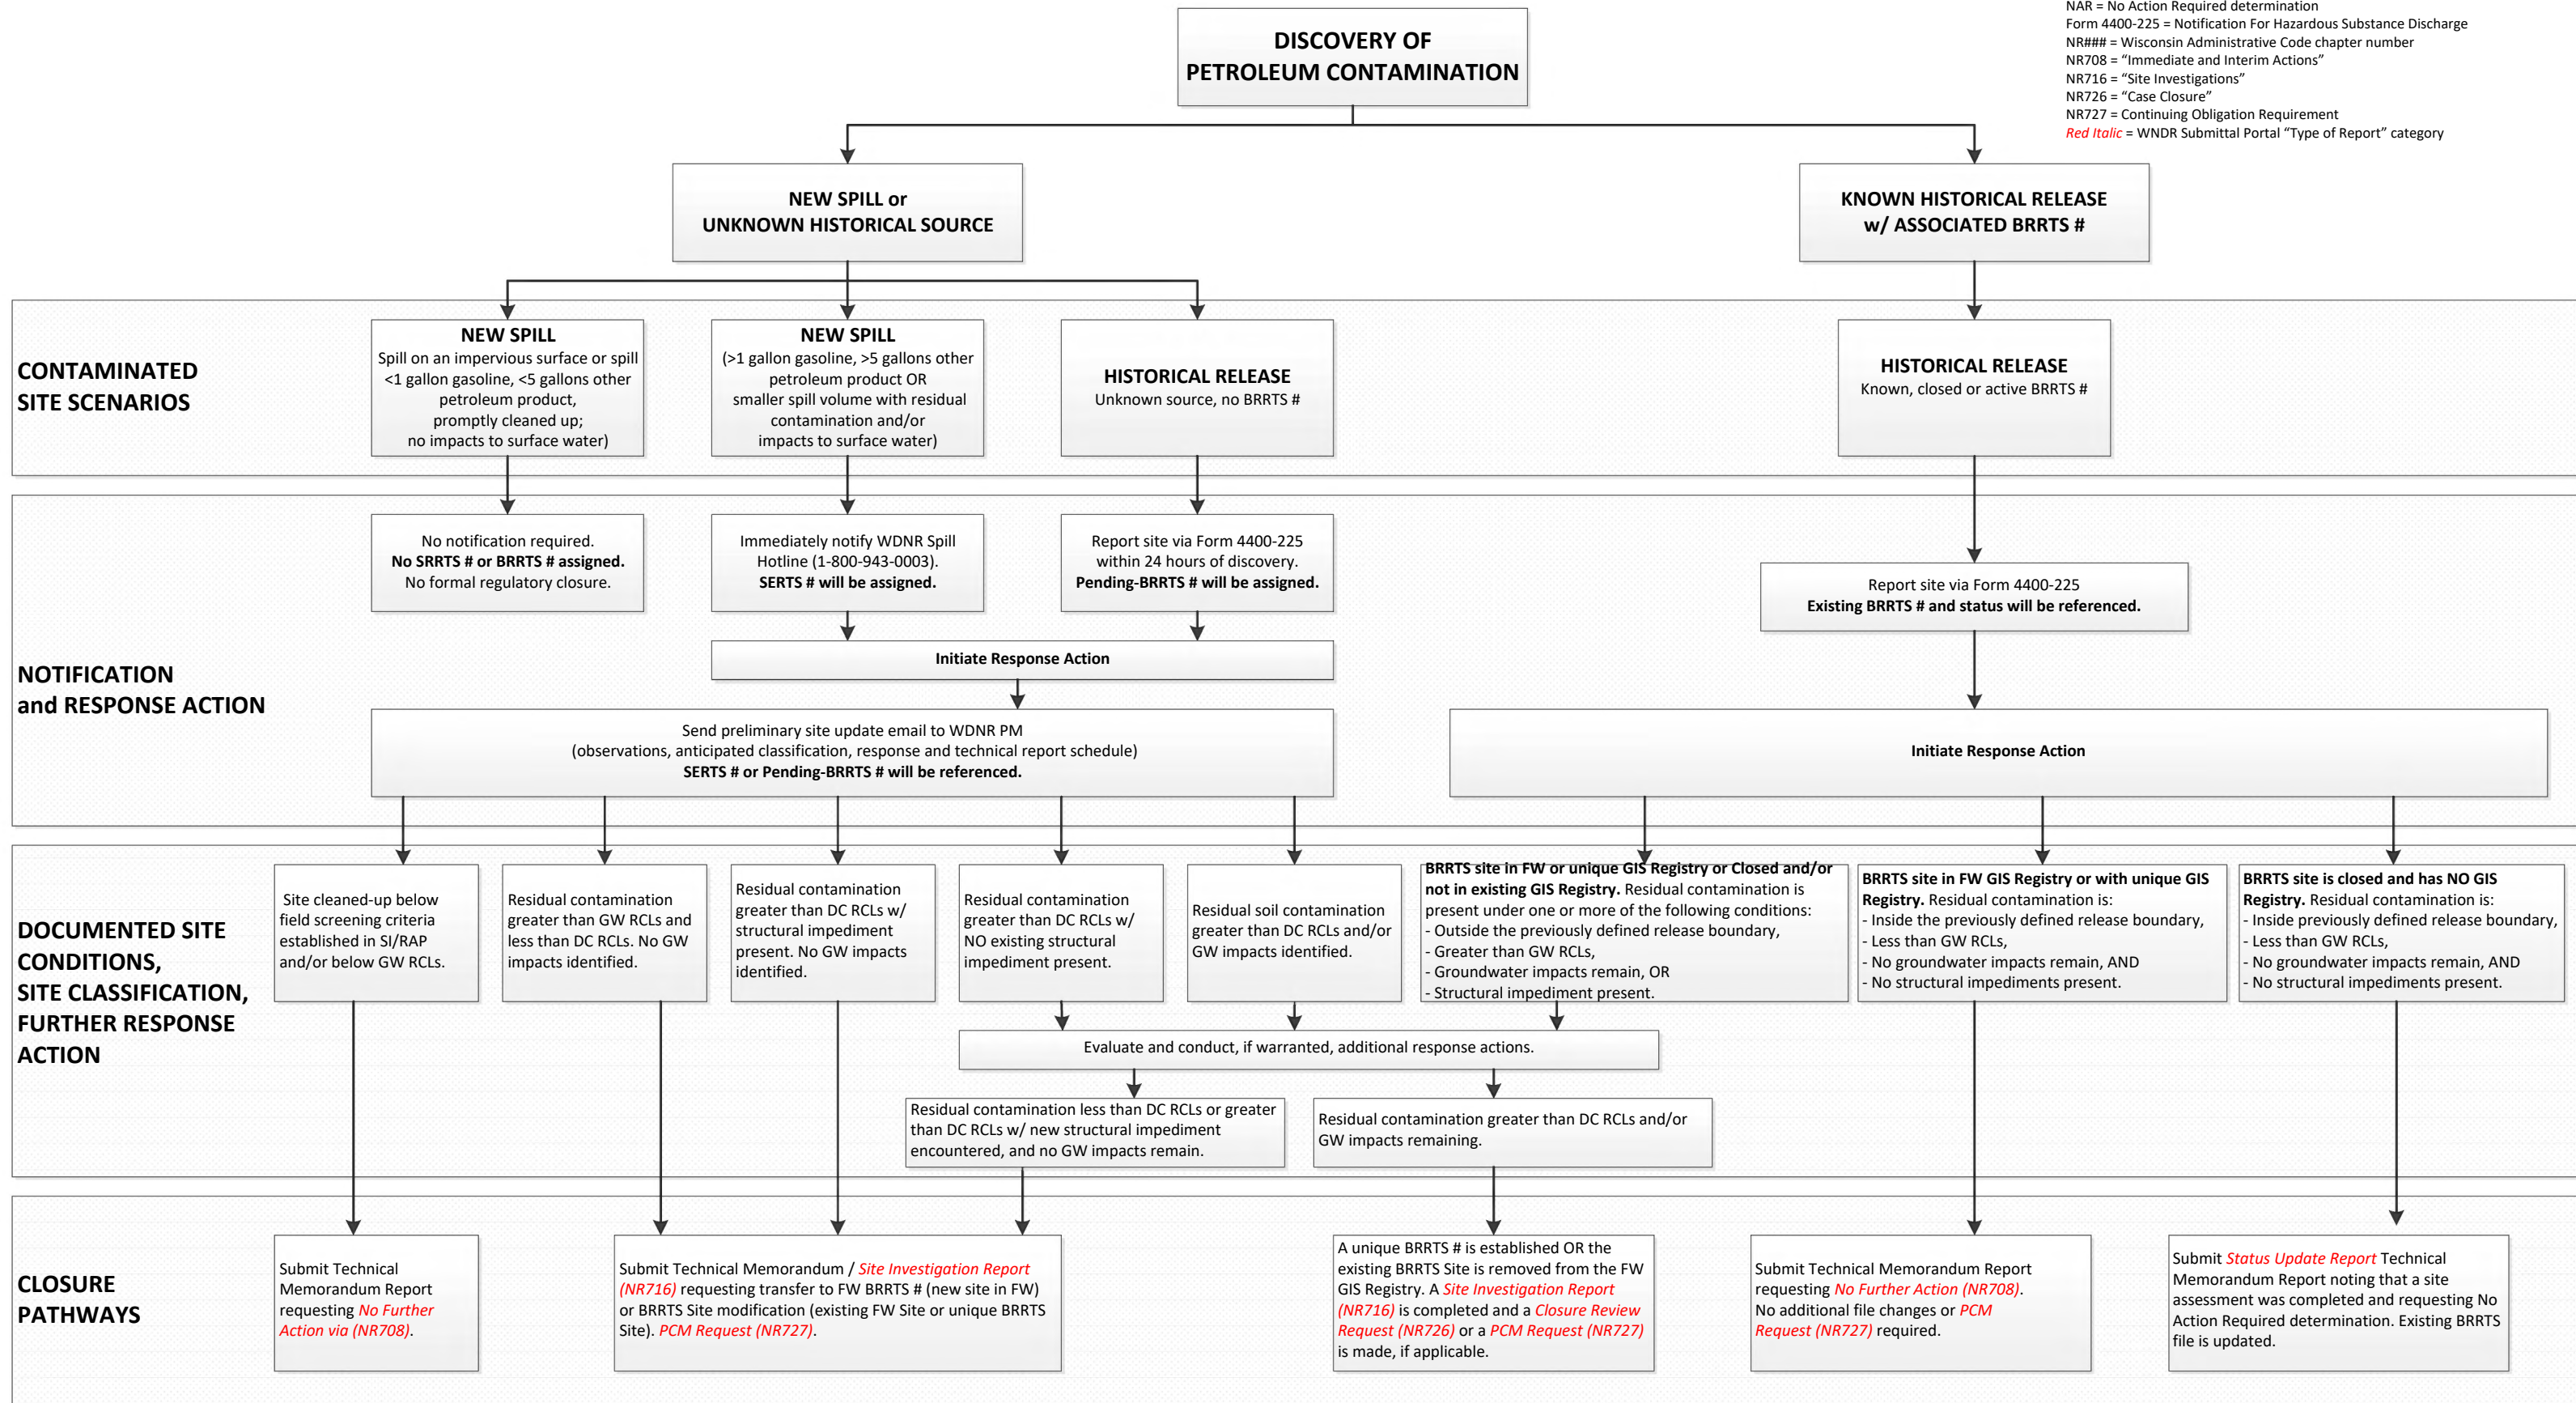 NAR = No Action Required determination
Form 4400-225 = Notification For Hazardous Substance Discharge
NR### = Wisconsin Administrative Code chapter number
NR708 = “Immediate and Interim Actions”
NR716 = “Site Investigations”
NR726 = “Case Closure”
NR727 = Continuing Obligation Requirement
Red Italic = WNDR Submittal Portal “Type of Report” category
DISCOVERY OF
PETROLEUM CONTAMINATION
NEW SPILL or
UNKNOWN HISTORICAL SOURCE
KNOWN HISTORICAL RELEASE
w/ ASSOCIATED BRRTS #
CONTAMINATED
SITE SCENARIOS
NEW SPILL
Spill on an impervious surface or spill
<1 gallon gasoline, <5 gallons other
petroleum product,
promptly cleaned up;
no impacts to surface water)
NEW SPILL
(>1 gallon gasoline, >5 gallons other
petroleum product OR
smaller spill volume with residual
contamination and/or
impacts to surface water)
HISTORICAL RELEASE
Unknown source, no BRRTS #
HISTORICAL RELEASE
Known, closed or active BRRTS #
NOTIFICATION
and RESPONSE ACTION
No notification required.
No SRRTS # or BRRTS # assigned.
No formal regulatory closure.
Immediately notify WDNR Spill
Hotline (1-800-943-0003).
SERTS # will be assigned.
Report site via Form 4400-225
within 24 hours of discovery.
Pending-BRRTS # will be assigned.
Report site via Form 4400-225
Existing BRRTS # and status will be referenced.
Initiate Response Action
Send preliminary site update email to WDNR PM
(observations, anticipated classification, response and technical report schedule)
SERTS # or Pending-BRRTS # will be referenced.
Initiate Response Action
DOCUMENTED SITE
CONDITIONS,
SITE CLASSIFICATION,
FURTHER RESPONSE
ACTION
Site cleaned-up below
field screening criteria
established in SI/RAP
and/or below GW RCLs.
Residual contamination
greater than GW RCLs and
less than DC RCLs. No GW
impacts identified.
Residual contamination
greater than DC RCLs w/
structural impediment
present. No GW impacts
identified.
Residual contamination
greater than DC RCLs w/
NO existing structural
impediment present.
Residual soil contamination
greater than DC RCLs and/or
GW impacts identified.
BRRTS site in FW or unique GIS Registry or Closed and/or
not in existing GIS Registry. Residual contamination is
present under one or more of the following conditions:
- Outside the previously defined release boundary,
- Greater than GW RCLs,
- Groundwater impacts remain, OR
- Structural impediment present.
BRRTS site in FW GIS Registry or with unique GIS
Registry. Residual contamination is:
- Inside the previously defined release boundary,
- Less than GW RCLs,
- No groundwater impacts remain, AND
- No structural impediments present.
BRRTS site is closed and has NO GIS
Registry. Residual contamination is:
- Inside previously defined release boundary,
- Less than GW RCLs,
- No groundwater impacts remain, AND
- No structural impediments present.
Evaluate and conduct, if warranted, additional response actions.
Residual contamination less than DC RCLs or greater
than DC RCLs w/ new structural impediment
encountered, and no GW impacts remain.
Residual contamination greater than DC RCLs and/or
GW impacts remaining.
CLOSURE
PATHWAYS
Submit Technical
Memorandum Report
requesting No Further
Action via (NR708).
Submit Technical Memorandum / Site Investigation Report
(NR716) requesting transfer to FW BRRTS # (new site in FW)
or BRRTS Site modification (existing FW Site or unique BRRTS
Site). PCM Request (NR727).
A unique BRRTS # is established OR the
existing BRRTS Site is removed from the FW
GIS Registry. A Site Investigation Report
(NR716) is completed and a Closure Review
Request (NR726) or a PCM Request (NR727)
is made, if applicable.
Submit Technical Memorandum Report
requesting No Further Action (NR708).
No additional file changes or PCM
Request (NR727) required.
Submit Status Update Report Technical
Memorandum Report noting that a site
assessment was completed and requesting No
Action Required determination. Existing BRRTS
file is updated.